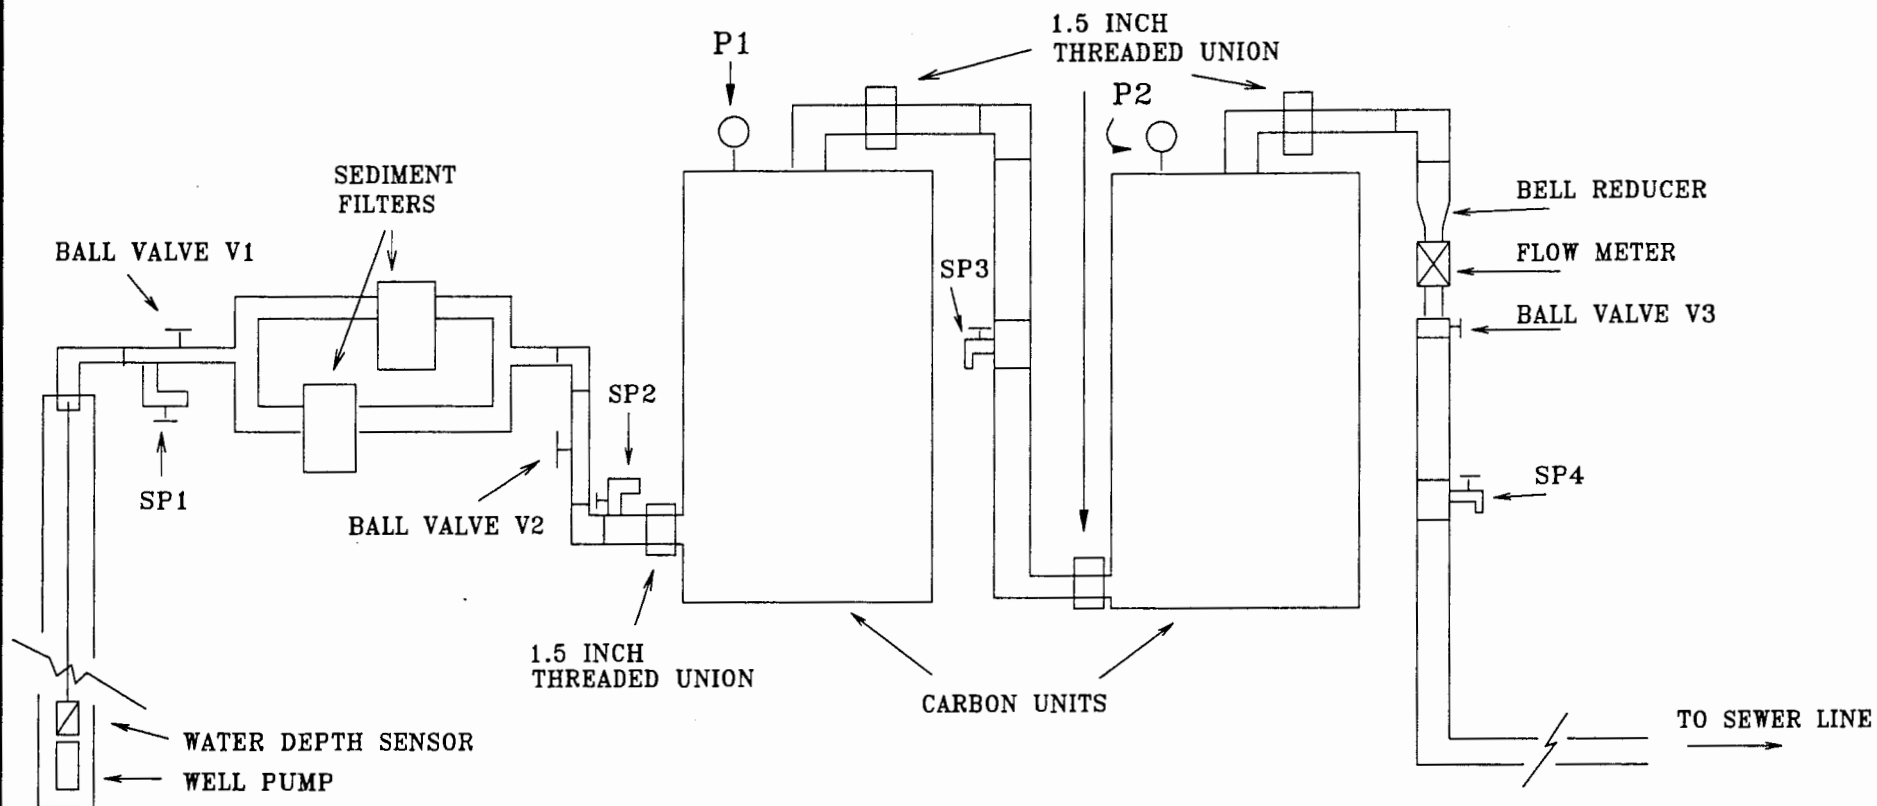 1.5 INCH
THREADED UNION
P1
P2
SEDIMENT
FILTERS
BELL REDUCER
BALL VALVE V1
FLOW METER
SP3
BALL VALVE V3
SP2
SP1
SP4
BALL VALVE V2
1.5 INCH
THREADED UNION
CARBON UNITS
TO SEWER LINE
WATER DEPTH SENSOR
WELL PUMP